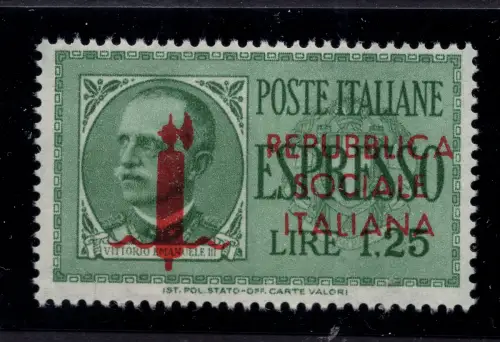 POSTE ITALIANE
REPUBBLICA
ESPRESSO
SOCIALE
ITALIANA
LIRE 1.25
VITTORIO EMANUELE III
IST. POL. STATO-OFF. CARTE VALORI